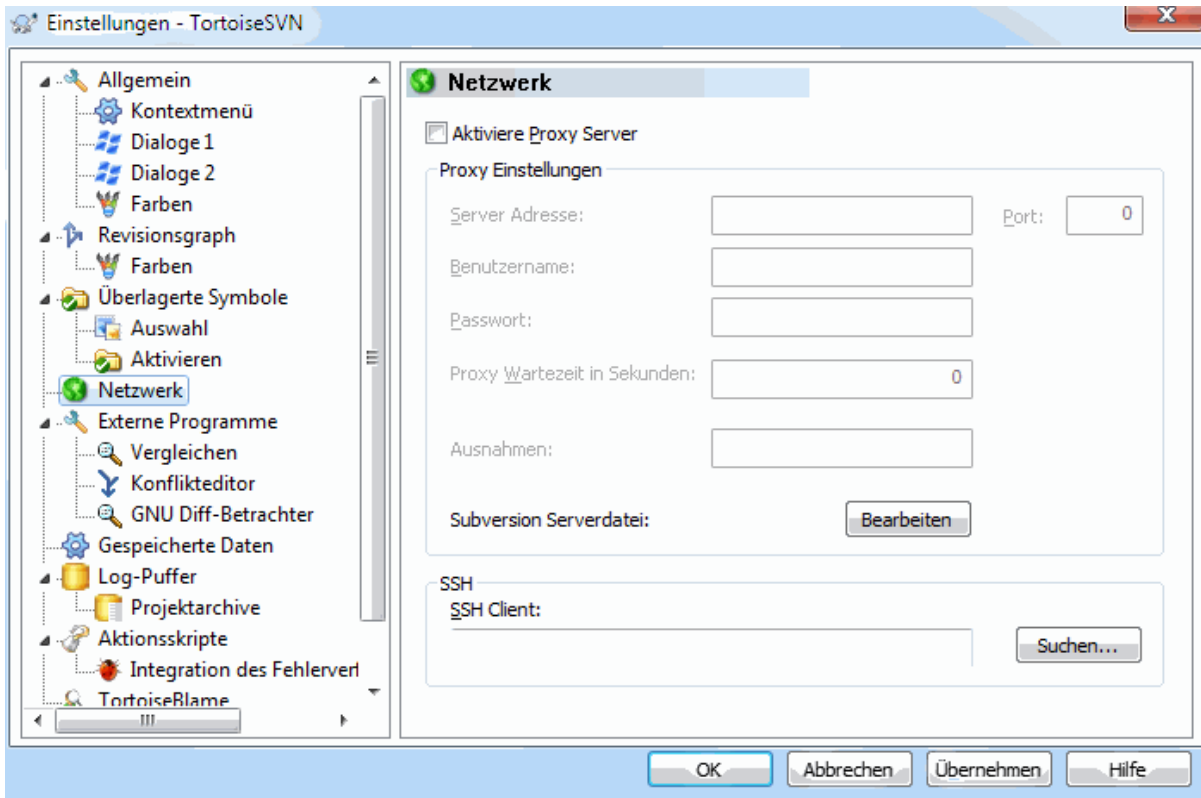 Einstellungen - TortoiseSVN
Allgemein
Kontextmenü
Dialoge 1
Dialoge 2
Farben
Revisionsgraph
Farben
Überlagerte Symbole
Auswahl
Aktivieren
Netzwerk
Externe Programme
Vergleichen
Konflikteditor
GNU Diff-Betrachter
Gespeicherte Daten
Log-Puffer
Projektarchive
Aktionsskripte
Integration des Fehlervert
TortoiseBlame
Netzwerk
Aktiviere Proxy Server
Proxy Einstellungen
Server Adresse:
Port: 0
Benutzername:
Passwort:
Proxy Wartezeit in Sekunden: 0
Ausnahmen:
Subversion Serverdatei: Bearbeiten
SSH
SSH Client:
Suchen...
OK Abbrechen Übernehmen Hilfe